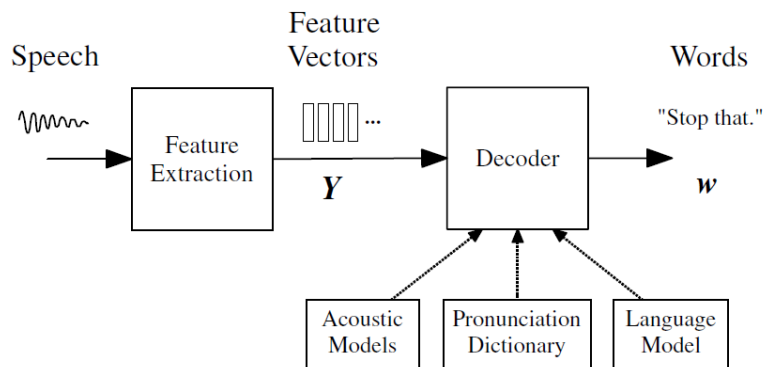 Speech
Feature
Vectors
Words
...
"Stop that."
Feature
Extraction
Decoder
Y
w
Acoustic
Models
Pronunciation
Dictionary
Language
Model